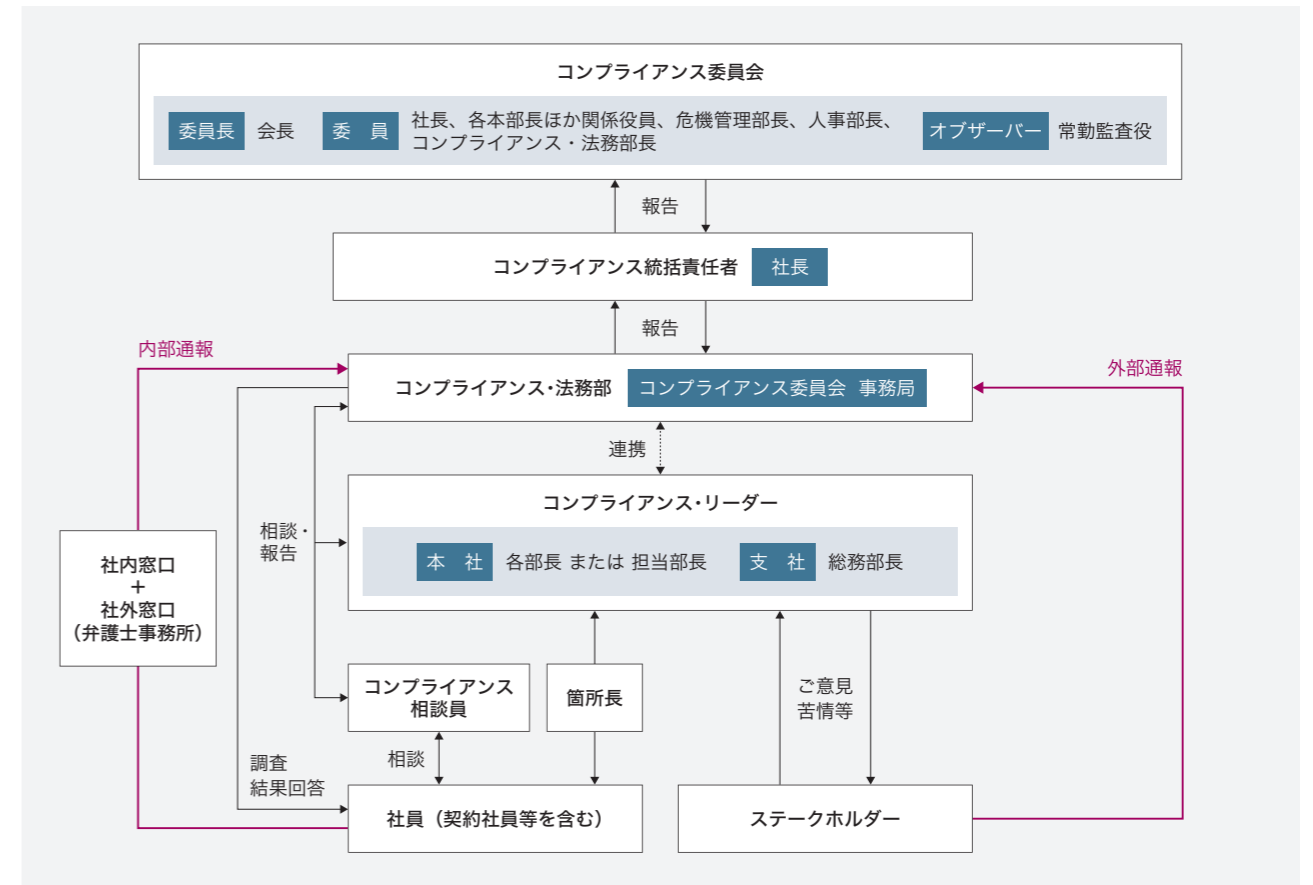 コンプライアンス委員会
委員長 会長 委　員 社長、各本部長ほか関係役員、危機管理部長、人事部長、
コンプライアンス・法務部長
オブザーバー 常勤監査役
報告
コンプライアンス統括責任者 社長
報告
内部通報
外部通報
コンプライアンス・法務部 コンプライアンス委員会 事務局
連携
コンプライアンス・リーダー
本　社 各部長 または 担当部長 支　社 総務部長
相談・
報告
社内窓口
＋
社外窓口
（弁護士事務所）
コンプライアンス
相談員
箇所長
ご意見
苦情等
相談
調査
結果回答
社員（契約社員等を含む）
ステークホルダー